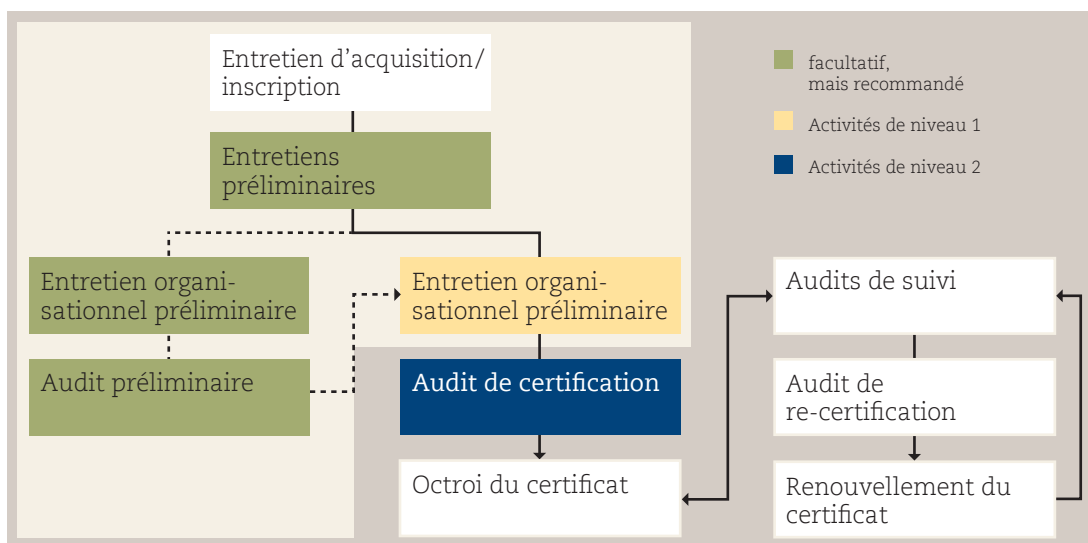 Entretien d'acquisition/
inscription
Entretiens
préliminaires
Entretien organi-
sationnel préliminaire
Audit préliminaire
Entretien organi-
sationnel préliminaire
Audit de certification
Octroi du certificat
facultatif,
mais recommandé
Activités de niveau 1
Activités de niveau 2
Audits de suivi
Audit de
re-certification
Renouvellement du
certificat